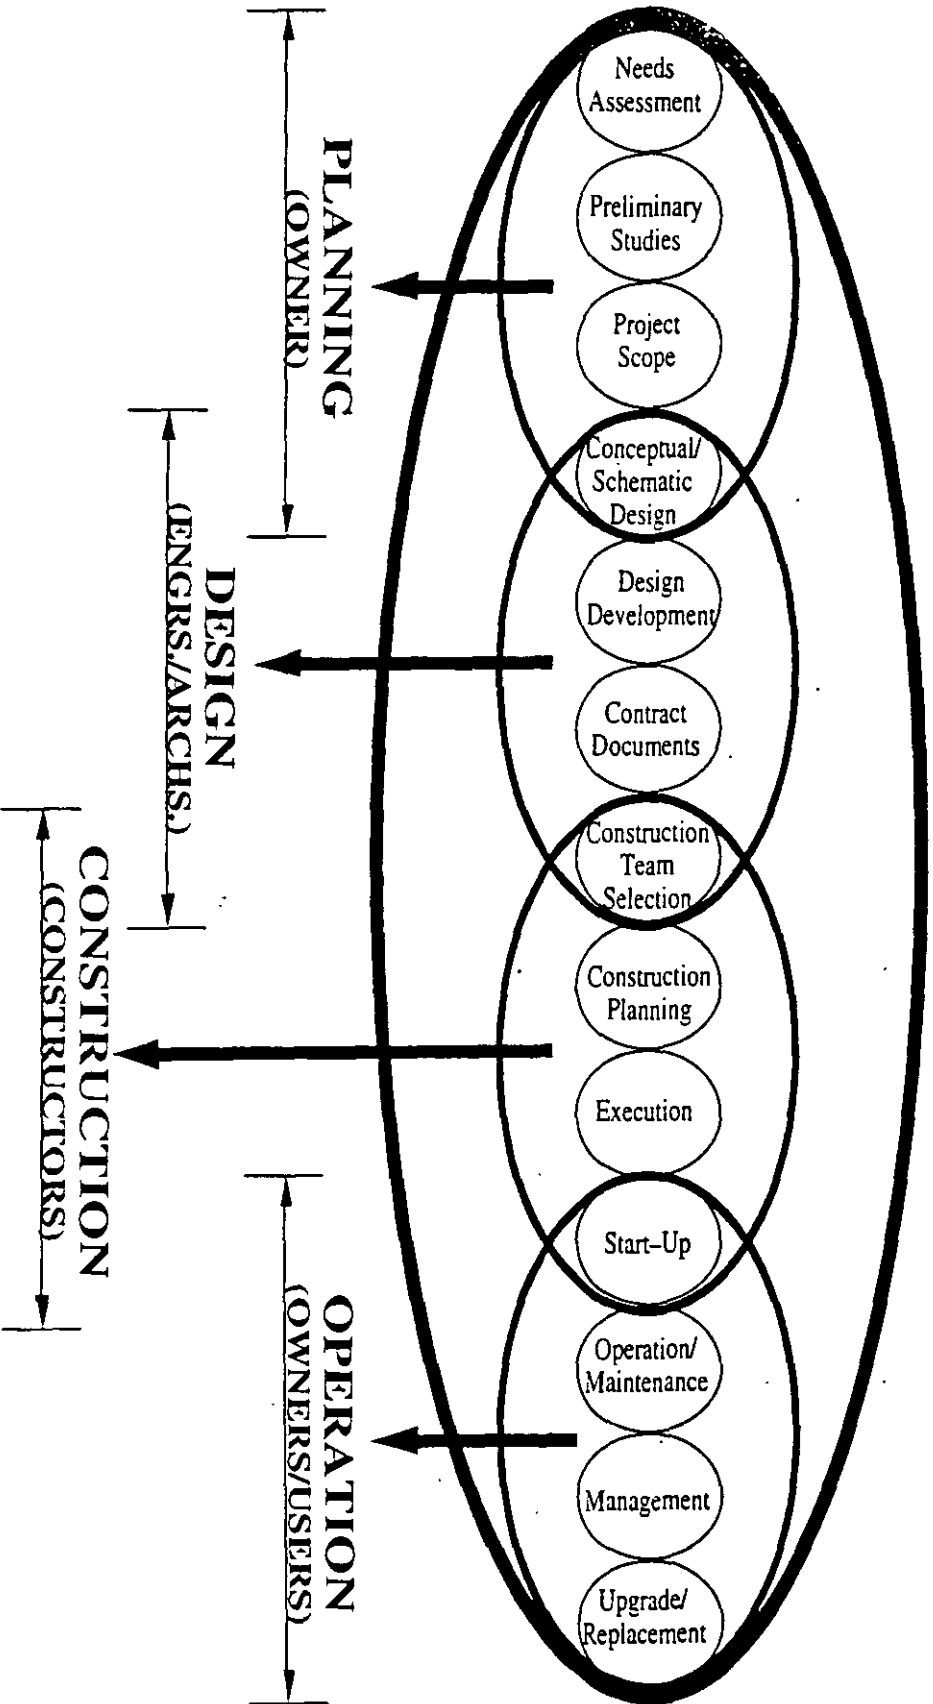 Needs
Assessment
Preliminary
Studies
Project
Scope
Conceptual/
Schematic
Design
Design
Development
Contract
Documents
Construction
Team
Selection
Construction
Planning
Execution
Start-Up
Operation/
Maintenance
Management
Upgrade/
Replacement
PLANNING
(OWNER)
DESIGN
(ENGRS./ARCHS.)
CONSTRUCTION
(CONSTRUCTORS)
OPERATION
(OWNERS/USERS)